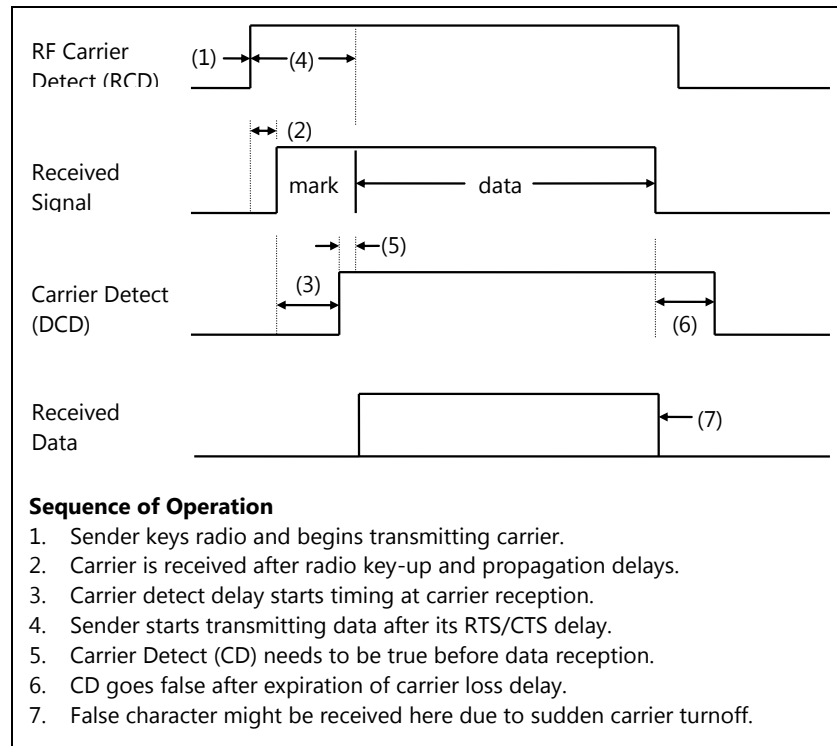 RF Carrier
Detect (RCD)
(1)
(4)
(2)
Received
Signal
mark
data
(5)
Carrier Detect
(DCD)
(3)
(6)
Received
Data
(7)
Sequence of Operation
1. Sender keys radio and begins transmitting carrier.
2. Carrier is received after radio key-up and propagation delays.
3. Carrier detect delay starts timing at carrier reception.
4. Sender starts transmitting data after its RTS/CTS delay.
5. Carrier Detect (CD) needs to be true before data reception.
6. CD goes false after expiration of carrier loss delay.
7. False character might be received here due to sudden carrier turnoff.